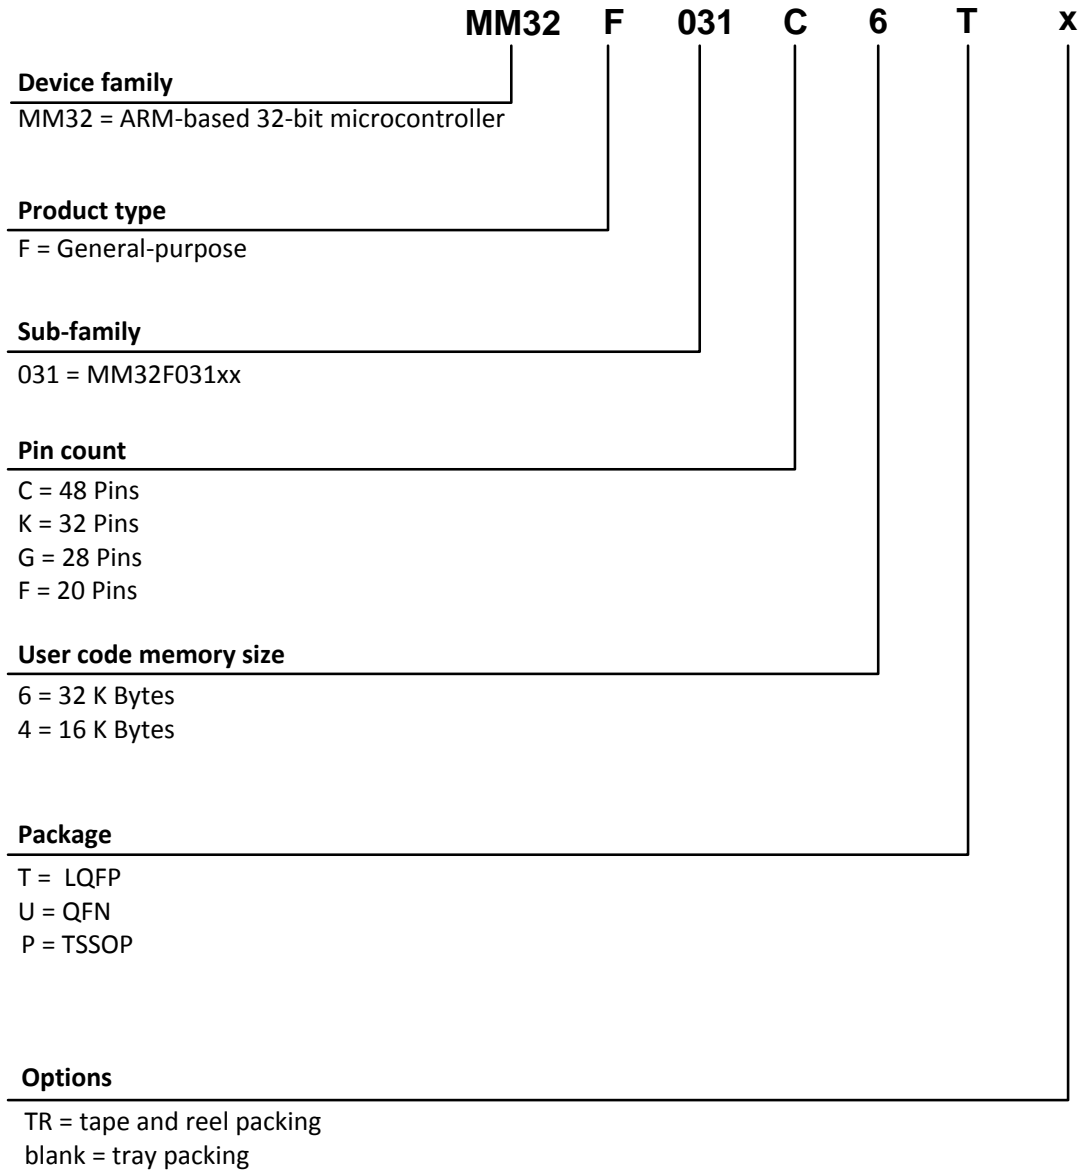 MM32 F 031 C 6 T x
Device family
MM32 = ARM-based 32-bit microcontroller
Product type
F = General-purpose
Sub-family
031 = MM32F031xx
Pin count
C = 48 Pins
K = 32 Pins
G = 28 Pins
F = 20 Pins
User code memory size
6 = 32 K Bytes
4 = 16 K Bytes
Package
T = LQFP
U = QFN
P = TSSOP
Options
TR = tape and reel packing
blank = tray packing